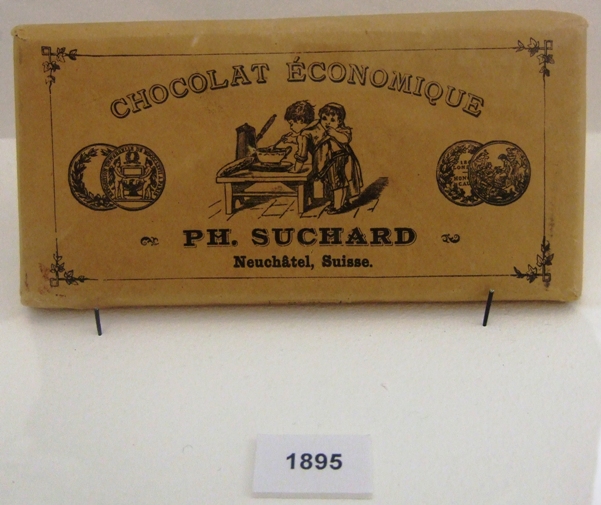 CHOCOLAT ÉCONOMIQUE
PH. SUCHARD
Neuchâtel, Suisse.
1895